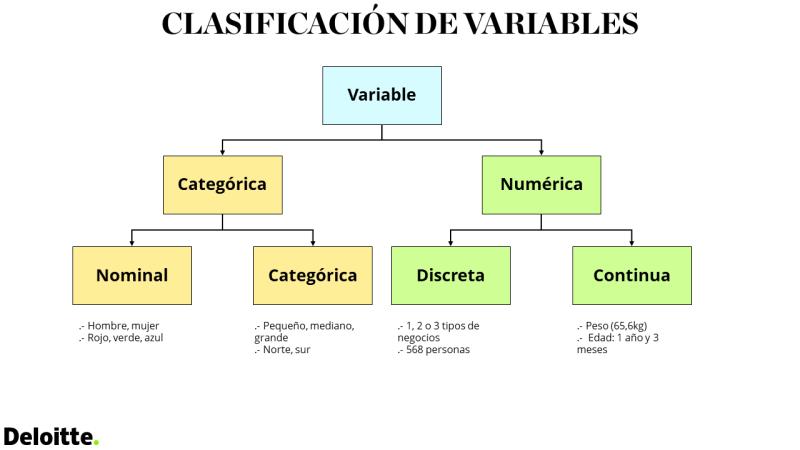 CLASIFICACIÓN DE VARIABLES
Variable
Categórica
Numérica
Nominal
Categórica
Discreta
Continua
.- Hombre, mujer
.- Rojo, verde, azul
.- Pequeño, mediano,
grande
.- Norte, sur
.- 1, 2 o 3 tipos de
negocios
.- 568 personas
.- Peso (65,6kg)
.- Edad: 1 año y 3
meses
Deloitte.